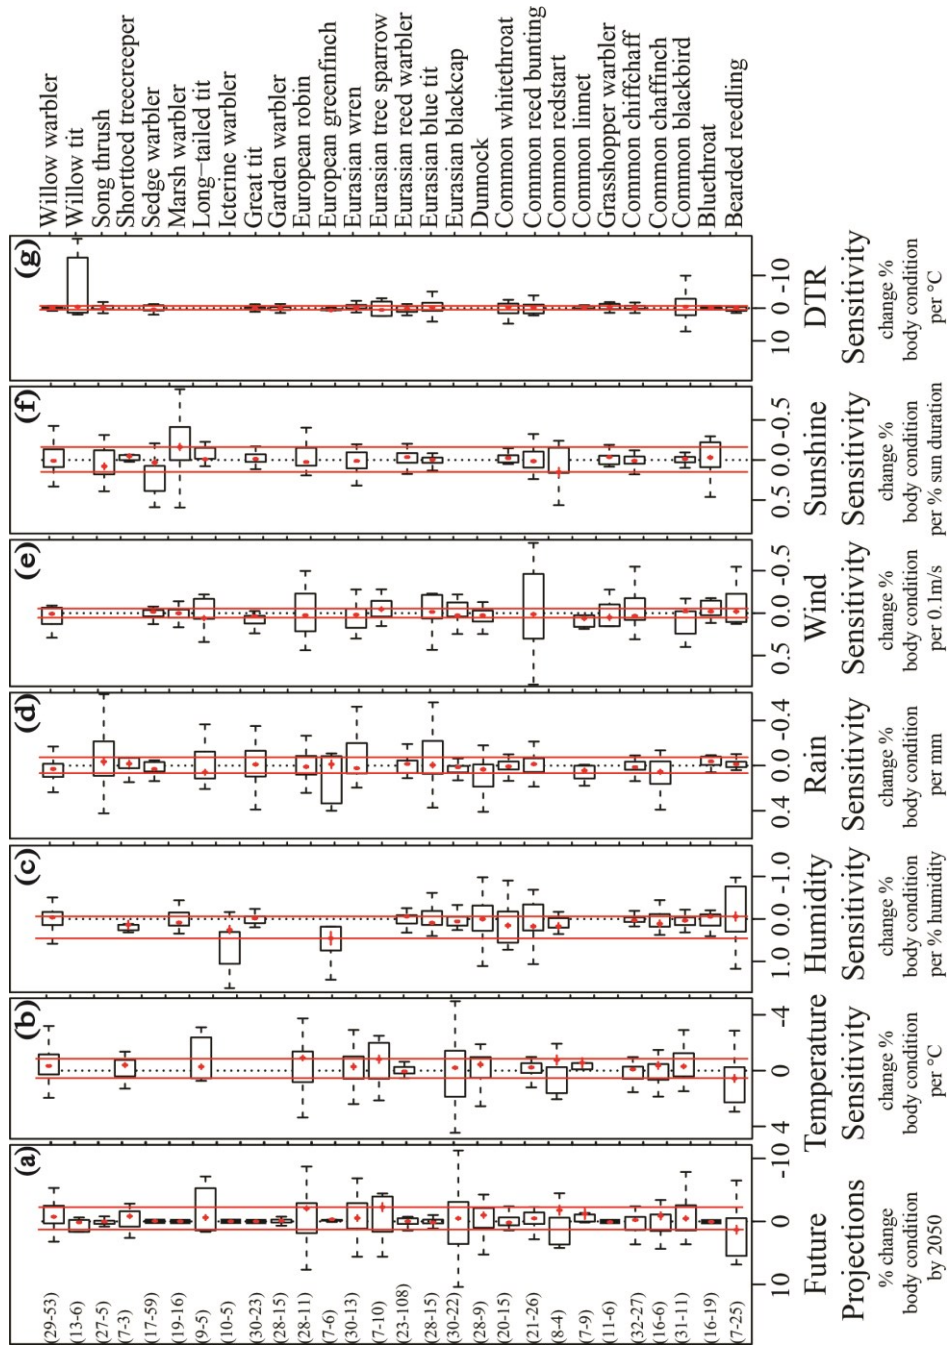 (a)
(b)
(c)
(d)
(e)
(f)
(g)
(29-53) Willow warbler
(13-6) Willow tit
(27-5) Song thrush
(7-3) Shorttoed treecreeper
(17-59) Sedge warbler
(19-16) Marsh warbler
(9-5) Long-tailed tit
(10-5) Icterine warbler
(30-23) Great tit
(28-15) Garden warbler
(28-11) European robin
(7-6) European greenfinch
(30-13) Eurasian wren
(7-10) Eurasian tree sparrow
(23-108) Eurasian reed warbler
(28-15) Eurasian blue tit
(30-22) Eurasian blackcap
(28-9) Dunnock
(20-15) Common whitethroat
(21-26) Common reed bunting
(8-4) Common redstart
(7-9) Common linnet
(11-6) Grasshopper warbler
(32-27) Common chiffchaff
(16-6) Common chaffinch
(31-11) Common blackbird
(16-19) Bluethroat
(7-25) Bearded reedling
10 0 -10
Future
Projections
% change
body condition
by 2050
4 0 -4
Temperature
Sensitivity
change %
body condition
per °C
1.0 0.0 -1.0
Humidity
Sensitivity
change %
body condition
per % humidity
0.4 0.0 -0.4
Rain
Sensitivity
change %
body condition
per mm
0.5 0.0 -0.5
Wind
Sensitivity
change %
body condition
per 0.1m/s
0.5 0.0 -0.5
Sunshine
Sensitivity
change %
body condition
per % sun duration
10 0 -10
DTR
Sensitivity
change %
body condition
per °C